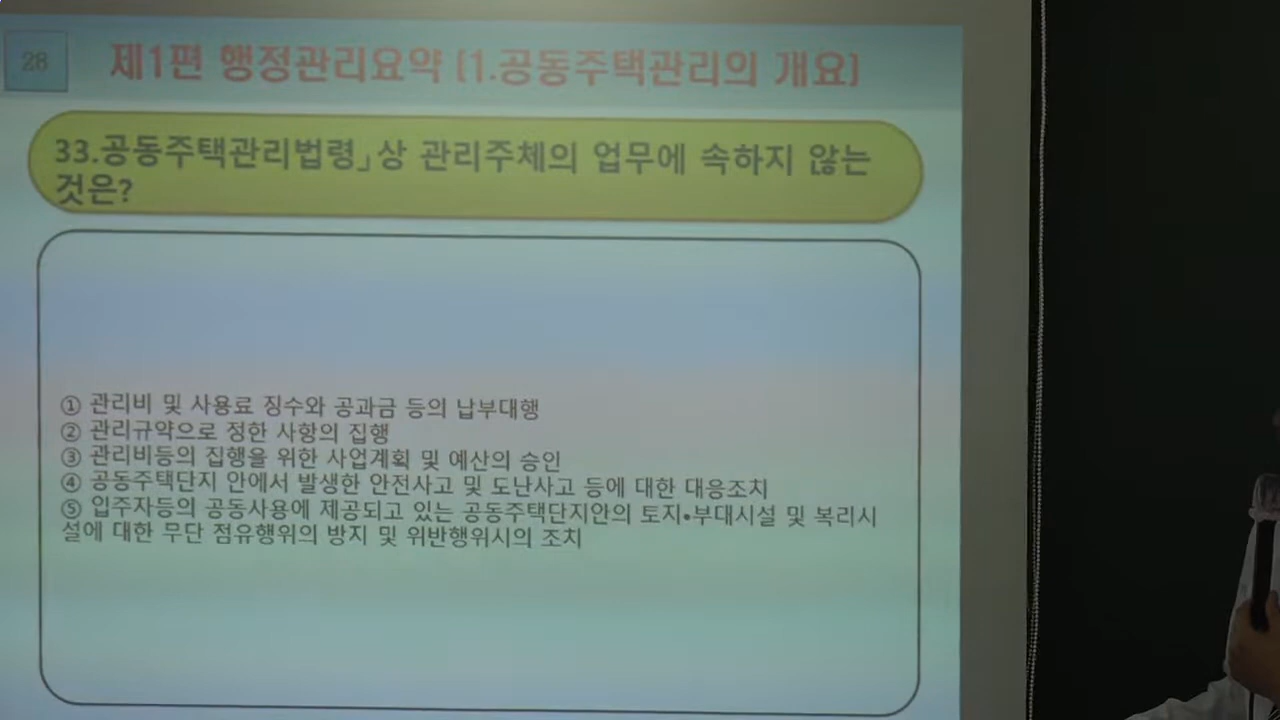 28
제1편 행정관리요약 [1.공동주택관리의 개요]
33.공동주택관리법령」상 관리주체의 업무에 속하지 않는
것은?
① 관리비 및 사용료 징수와 공과금 등의 납부대행
② 관리규약으로 정한 사항의 집행
③ 관리비등의 집행을 위한 사업계획 및 예산의 승인
④ 공동주택단지 안에서 발생한 안전사고 및 도난사고 등에 대한 대응조치
⑤ 입주자등의 공동사용에 제공되고 있는 공동주택단지안의 토지•부대시설 및 복리시
설에 대한 무단 점유행위의 방지 및 위반행위시의 조치